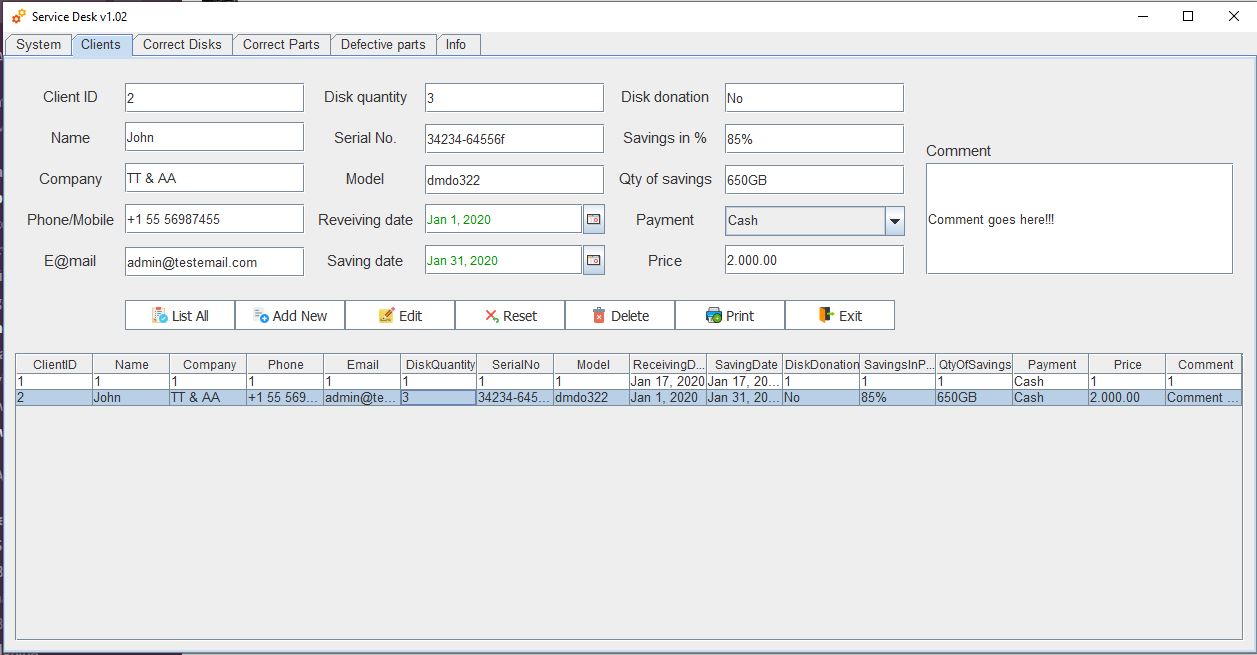 Service Desk v1.02
System Clients Correct Disks Correct Parts Defective parts Info
Client ID 2 Disk quantity 3 Disk donation No
Name John Serial No. 34234-64556f Savings in % 85%
Comment
Company TT & AA Model dmdo322 Qty of savings 650GB
Phone/Mobile +1 55 56987455 Reveiving date Jan 1, 2020 Payment Cash Comment goes here!!!
E@mail admin@testemail.com Saving date Jan 31, 2020 Price 2.000.00
List All Add New Edit Reset Delete Print Exit
ClientID Name Company Phone Email DiskQuantity SerialNo Model ReceivingD... SavingDate DiskDonation SavingsInP... QtyOfSavings Payment Price Comment
1 1 1 1 1 1 1 1 Jan 17, 2020 Jan 17, 20... 1 1 1 Cash 1 1
2 John TT & AA +1 55 569... admin@te... 3 34234-645... dmdo322 Jan 1, 2020 Jan 31, 20... No 85% 650GB Cash 2.000.00 Comment ...